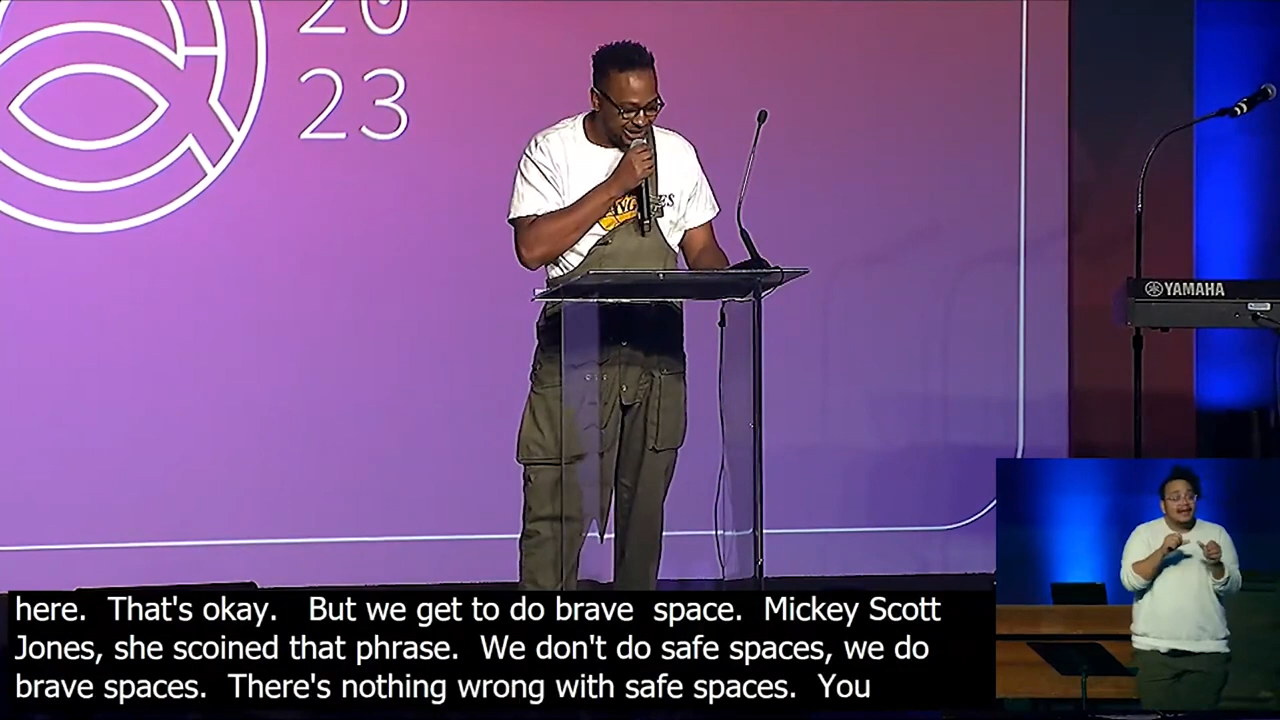 20
23
YAMAHA
here. That's okay. But we get to do brave space. Mickey Scott
Jones, she scoined that phrase. We don't do safe spaces, we do
brave spaces. There's nothing wrong with safe spaces. You